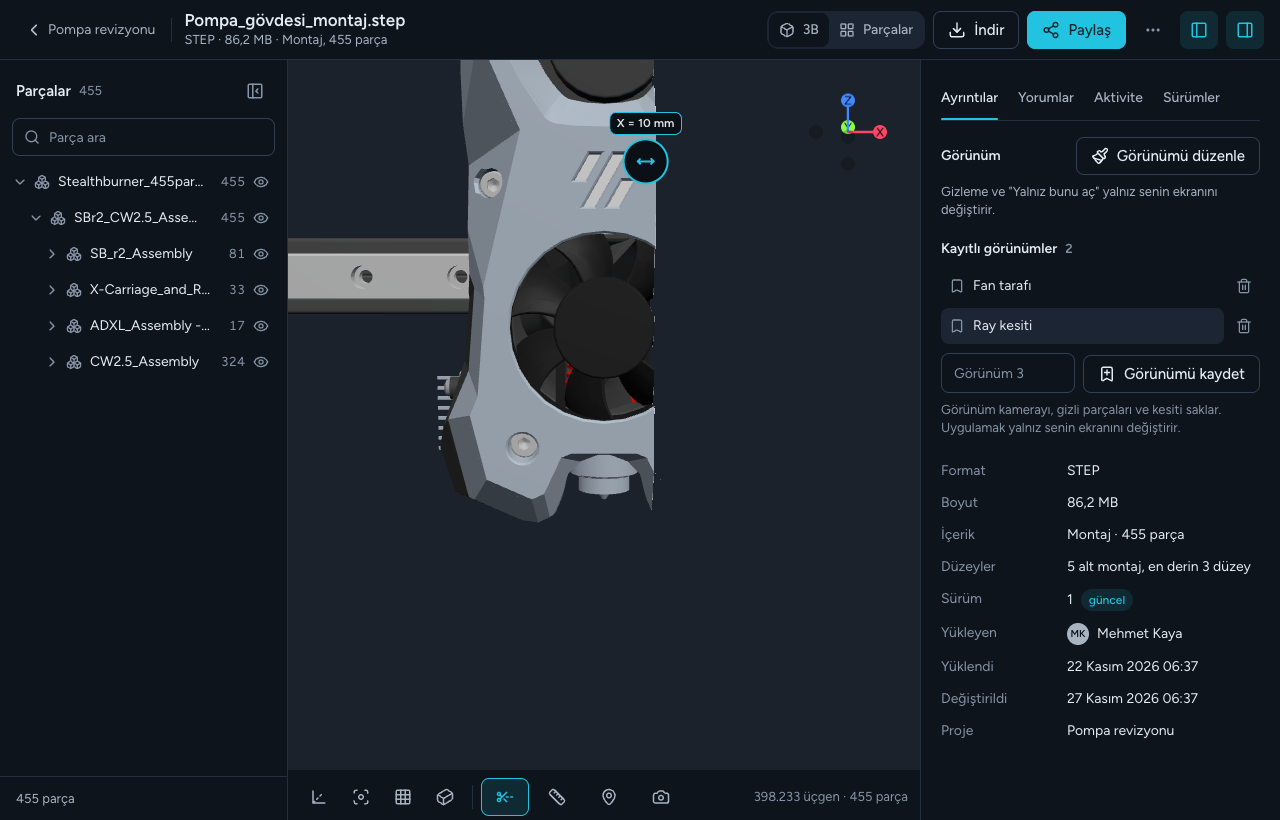 Pompa revizyonu
Pompa_gövdesi_montaj.step
STEP · 86,2 MB · Montaj, 455 parça
3B
Parçalar
İndir
Paylaş
Parçalar 455
Parça ara
Stealthburner_455par... 455
SBr2_CW2.5_Asse... 455
SB_r2_Assembly 81
X-Carriage_and_R... 33
ADXL_Assembly -... 17
CW2.5_Assembly 324
455 parça
X = 10 mm
Z
Y
X
398.233 üçgen · 455 parça
Ayrıntılar Yorumlar Aktivite Sürümler
Görünüm
Görünümü düzenle
Gizleme ve "Yalnız bunu aç" yalnız senin ekranını
değiştirir.
Kayıtlı görünümler 2
Fan tarafı
Ray kesiti
Görünüm 3
Görünümü kaydet
Görünüm kamerayı, gizli parçaları ve kesiti saklar.
Uygulamak yalnız senin ekranını değiştirir.
Format STEP
Boyut 86,2 MB
İçerik Montaj · 455 parça
Düzeyler 5 alt montaj, en derin 3 düzey
Sürüm 1 güncel
Yükleyen MK Mehmet Kaya
Yüklendi 22 Kasım 2026 06:37
Değiştirildi 27 Kasım 2026 06:37
Proje Pompa revizyonu